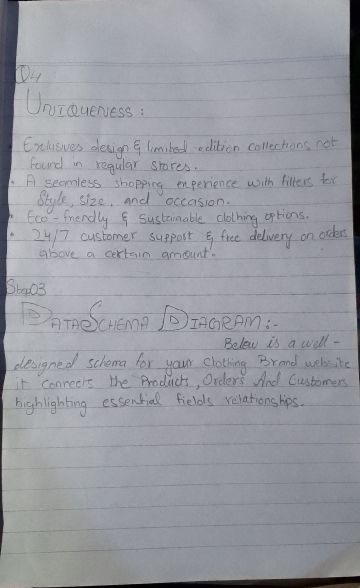 Q4
UNIQUENESS :
• Exclusives design & limited edition collections not
found in regular stores.
• A seamless shopping experience with filters for
Style, size, and occasion.
• Eco-friendly & Sustainable clothing options.
• 24/7 customer support & free delivery on orders
above a certain amount.
Step03
DATA SCHEMA DIAGRAM:-
Below is a well-
designed schema for your Clothing Brand website
it connects the Products, Orders And Customers
highlighting essential fields relationships.